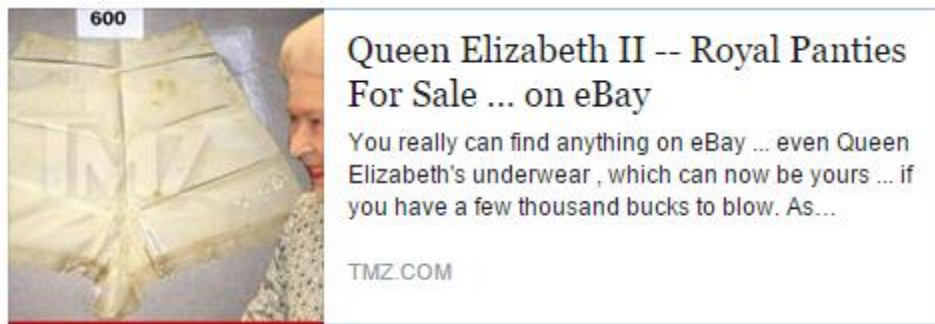 600
TMZ
Queen Elizabeth II -- Royal Panties
For Sale ... on eBay
You really can find anything on eBay ... even Queen
Elizabeth's underwear , which can now be yours ... if
you have a few thousand bucks to blow. As...
TMZ.COM